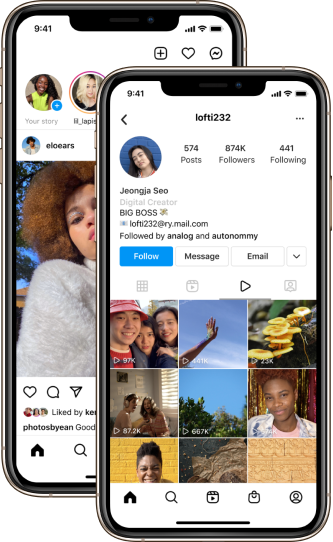 9:41
Your story
lil_lapis
eloears
Liked by
photosbyean Good
9:41
lofti232
574
Posts
874K
Followers
441
Following
Jeongja Seo
Digital Creator
BIG BOSS
lofti232@ry.mail.com
Followed by analog and autonommy
Follow
Message
Email
97K
441K
23K
87.2K
667K